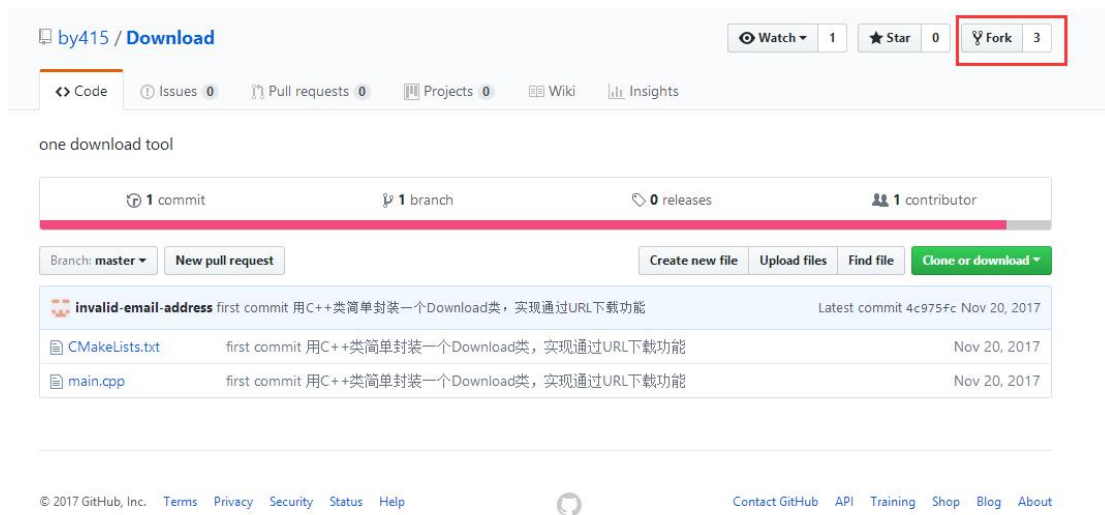 by415 / Download Watch 1 Star 0 Fork 3
Code Issues 0 Pull requests 0 Projects 0 Wiki Insights
one download tool
1 commit 1 branch 0 releases 1 contributor
Branch: master New pull request Create new file Upload files Find file Clone or download
invalid-email-address first commit 用C++类简单封装一个Download类，实现通过URL下载功能 Latest commit 4c975fc Nov 20, 2017
CMakeLists.txt first commit 用C++类简单封装一个Download类，实现通过URL下载功能 Nov 20, 2017
main.cpp first commit 用C++类简单封装一个Download类，实现通过URL下载功能 Nov 20, 2017
© 2017 GitHub, Inc. Terms Privacy Security Status Help Contact GitHub API Training Shop Blog About